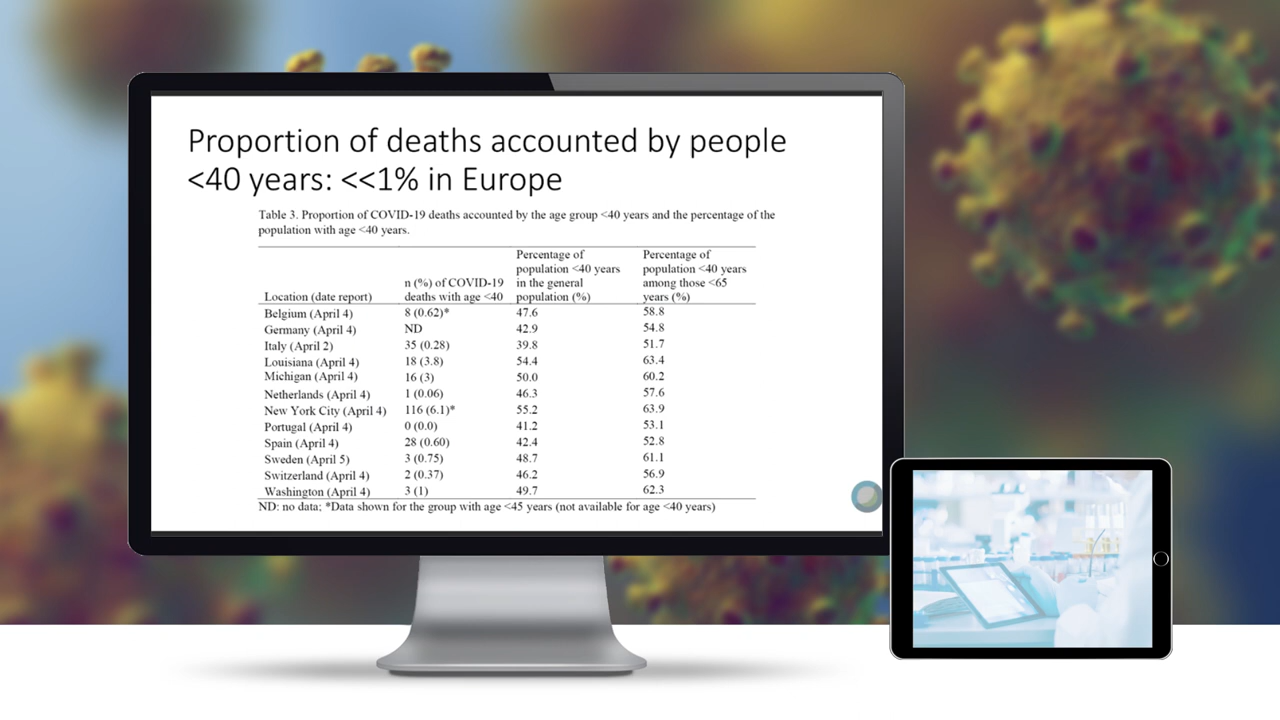 Proportion of deaths accounted by people
<40 years: <<1% in Europe
Table 3. Proportion of COVID-19 deaths accounted by the age group <40 years and the percentage of the
population with age <40 years.
Location (date report) n (%) of COVID-19 deaths with age <40 Percentage of population <40 years in the general population (%) Percentage of population <40 years among those <65 years (%)
Belgium (April 4) 8 (0.62)* 47.6 58.8
Germany (April 4) ND 42.9 54.8
Italy (April 2) 35 (0.28) 39.8 51.7
Louisiana (April 4) 18 (3.8) 54.4 63.4
Michigan (April 4) 16 (3) 50.0 60.2
Netherlands (April 4) 1 (0.06) 46.3 57.6
New York City (April 4) 116 (6.1)* 55.2 63.9
Portugal (April 4) 0 (0.0) 41.2 53.1
Spain (April 4) 28 (0.60) 42.4 52.8
Sweden (April 5) 3 (0.75) 48.7 61.1
Switzerland (April 4) 2 (0.37) 46.2 56.9
Washington (April 4) 3 (1) 49.7 62.3
ND: no data; *Data shown for the group with age <45 years (not available for age <40 years)